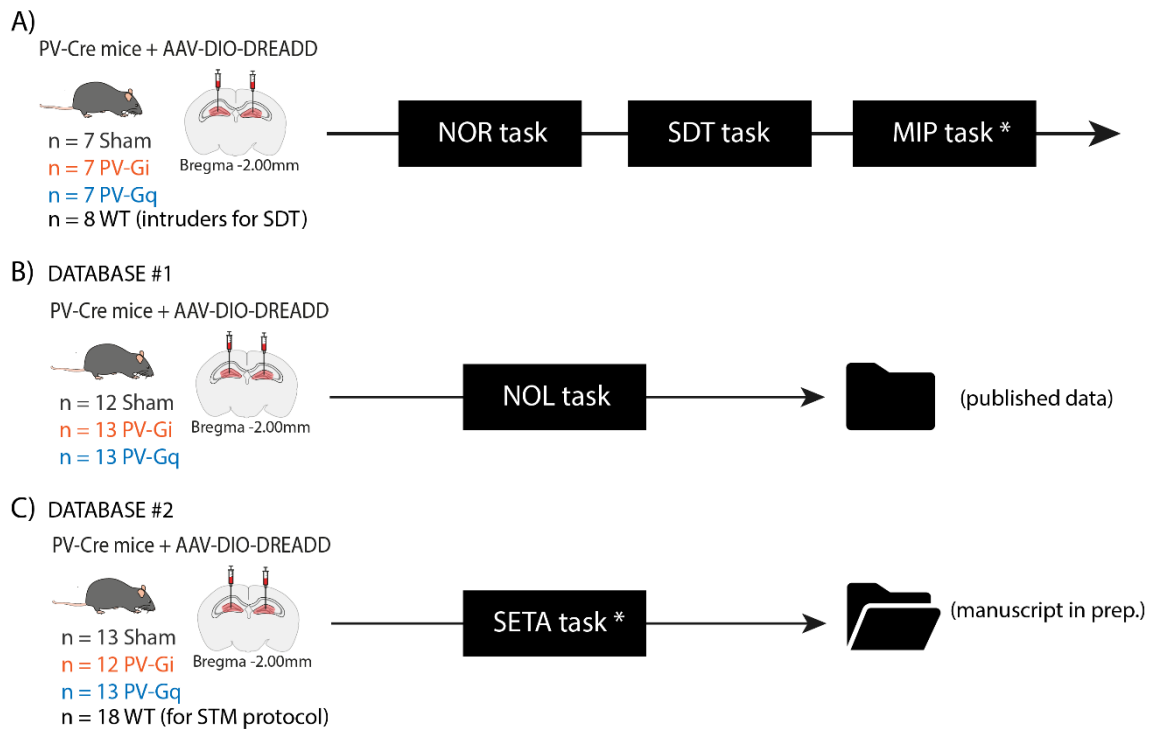 A)
PV-Cre mice + AAV-DIO-DREADD
n = 7 Sham
n = 7 PV-Gi
n = 7 PV-Gq
n = 8 WT (intruders for SDT)
Bregma -2.00mm
NOR task
SDT task
MIP task *
B) DATABASE #1
PV-Cre mice + AAV-DIO-DREADD
n = 12 Sham
n = 13 PV-Gi
n = 13 PV-Gq
Bregma -2.00mm
NOL task
(published data)
C) DATABASE #2
PV-Cre mice + AAV-DIO-DREADD
n = 13 Sham
n = 12 PV-Gi
n = 13 PV-Gq
n = 18 WT (for STM protocol)
Bregma -2.00mm
SETA task *
(manuscript in prep.)